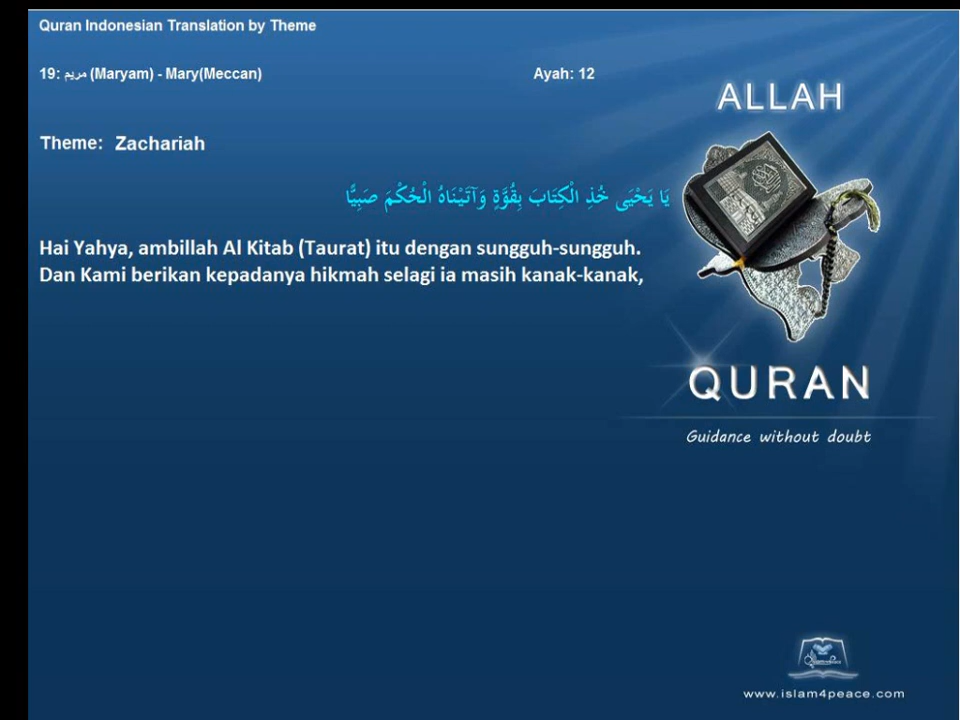 Quran Indonesian Translation by Theme
19: مريم (Maryam) - Mary(Meccan) Ayah: 12
ALLAH
Theme: Zachariah
يَا يَحْيَى خُذِ الْكِتَابَ بِقُوَّةٍ وَآتَيْنَاهُ الْحُكْمَ صَبِيًّا
Hai Yahya, ambillah Al Kitab (Taurat) itu dengan sungguh-sungguh.
Dan Kami berikan kepadanya hikmah selagi ia masih kanak-kanak,
QURAN
Guidance without doubt
www.islam4peace.com